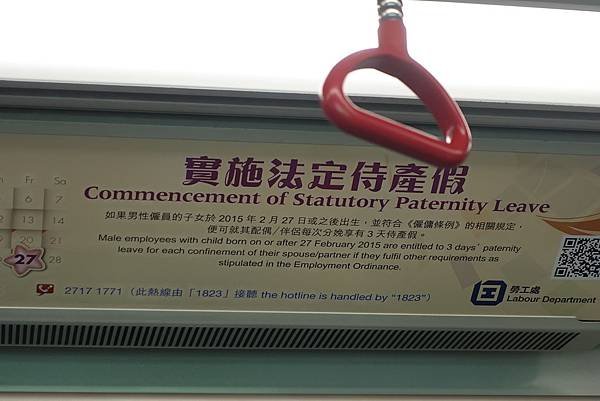 實施法定侍產假
Commencement of Statutory Paternity Leave
如果男性僱員的子女於 2015 年 2 月 27 日或之後出生，並符合《僱傭條例》的相關規定，
便可就其配偶╱伴侶每次分娩享有 3 天侍產假。
Male employees with child born on or after 27 February 2015 are entitled to 3 days' paternity
leave for each confinement of their spouse/partner if they fulfil other requirements as
stipulated in the Employment Ordinance.
Fr Sa
6 7
13 14
20 21
27 28
2717 1771（此熱線由「1823」接聽 the hotline is handled by "1823"）
勞工處
Labour Department